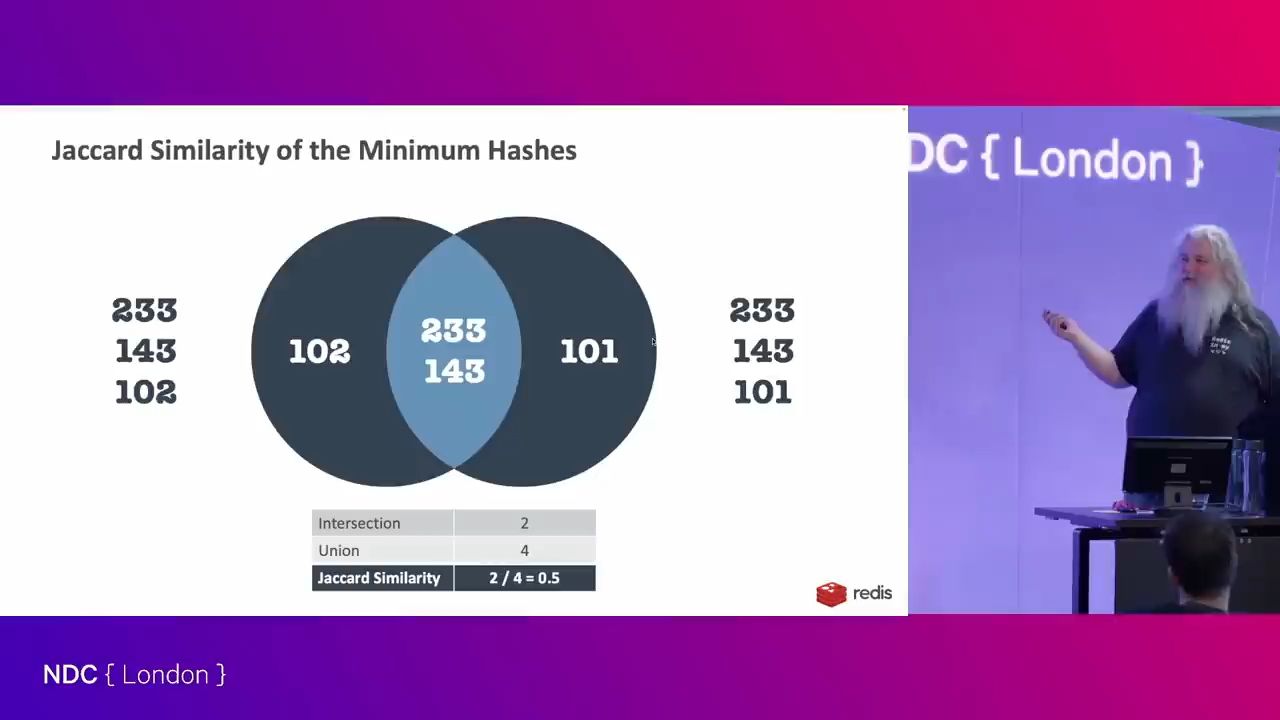 Jaccard Similarity of the Minimum Hashes
233
143
102
102
233
143
101
233
143
101
Intersection 2
Union 4
Jaccard Similarity 2 / 4 = 0.5
redis
DC { London }
NDC { London }